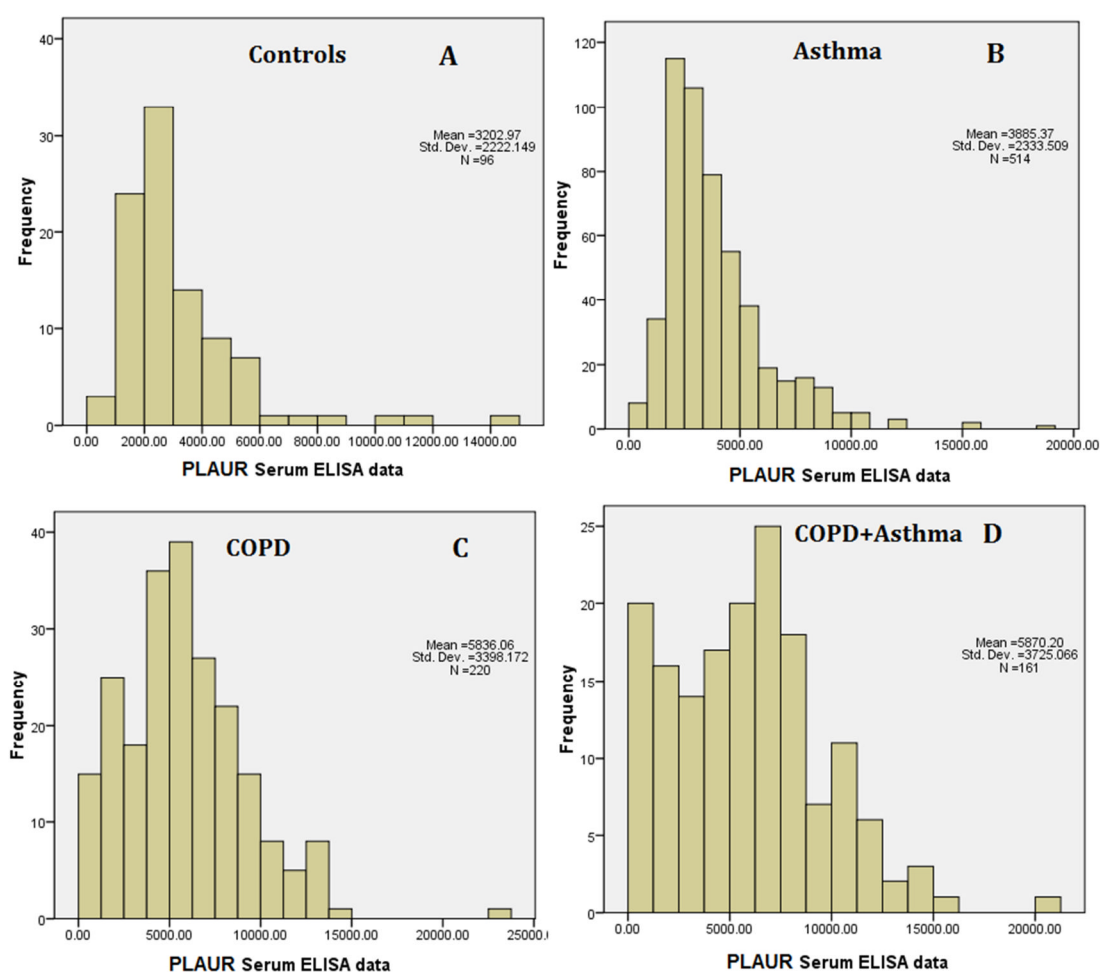 Controls A
Mean =3202.97
Std. Dev. =2222.149
N =96
40
30
20
10
0
Frequency
0.00 2000.00 4000.00 6000.00 8000.00 10000.00 12000.00 14000.00
PLAUR Serum ELISA data
Asthma B
Mean =3885.37
Std. Dev. =2333.509
N =514
120
100
80
60
40
20
0
Frequency
0.00 5000.00 10000.00 15000.00 20000.00
PLAUR Serum ELISA data
COPD C
Mean =5836.06
Std. Dev. =3398.172
N =220
40
30
20
10
0
Frequency
0.00 5000.00 10000.00 15000.00 20000.00 25000.0
PLAUR Serum ELISA data
COPD+Asthma D
Mean =5870.20
Std. Dev. =3725.066
N =161
25
20
15
10
5
0
Frequency
0.00 5000.00 10000.00 15000.00 20000.00
PLAUR Serum ELISA data